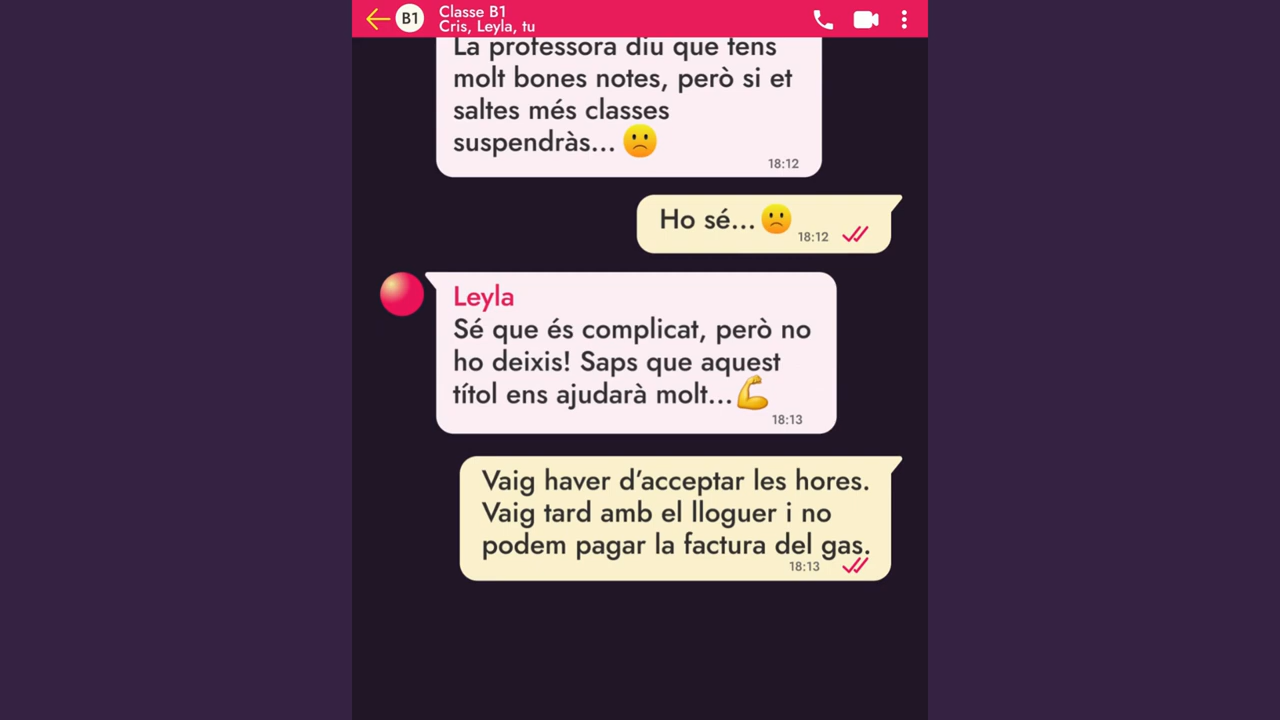 B1
Classe B1
Cris, Leyla, tu
La professora diu que tens
molt bones notes, però si et
saltes més classes
suspendràs...
18:12
Ho sé...
18:12
Leyla
Sé que és complicat, però no
ho deixis! Saps que aquest
títol ens ajudarà molt...
18:13
Vaig haver d’acceptar les hores.
Vaig tard amb el lloguer i no
podem pagar la factura del gas.
18:13